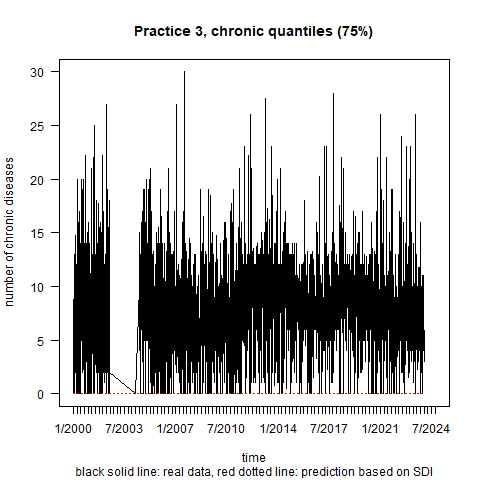 Practice 3, chronic quantiles (75%)
number of chronic diseases
30
25
20
15
10
5
0
1/2000 7/2003 1/2007 7/2010 1/2014 7/2017 1/2021 7/2024
time
black solid line: real data, red dotted line: prediction based on SDI